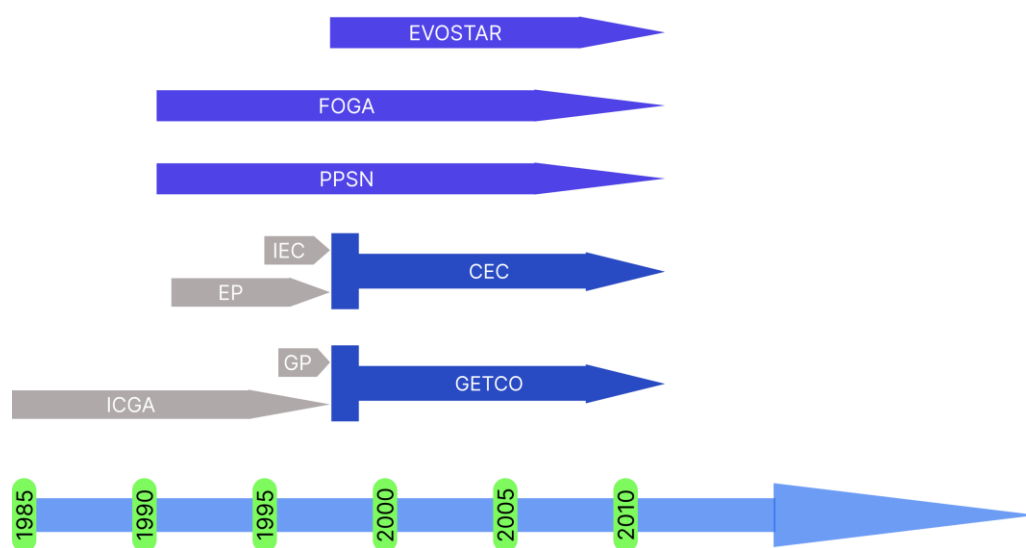 EVOSTAR
FOGA
PPSN
IEC
CEC
EP
GP
GETCO
ICGA
1985
1990
1995
2000
2005
2010